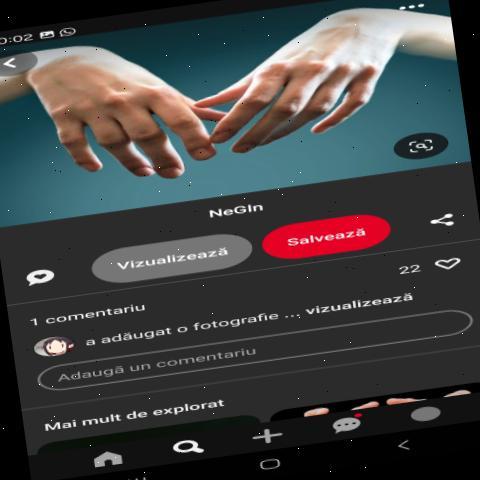 0:02
NeGIn
Vizualizează
Salvează
22
1 comentariu
a adăugat o fotografie ... vizualizează
Adaugă un comentariu
Mai mult de explorat